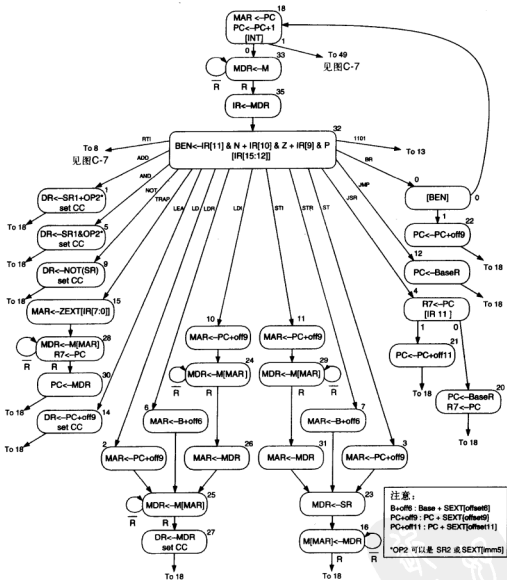 18
MAR <-PC
PC<-PC+1
[INT]
0
1
To 49
见图C-7
33
MDR<-M
R
R
35
IR<-MDR
32
BEN<-IR[11] & N + IR[10] & Z + IR[9] & P
[IR[15:12]]
RTI
To 8
见图C-7
1101
To 13
ADD
AND
NOT
TRAP
LEA
LD
LDR
LDI
STI
STR
ST
JSR
JMP
BR
1
DR<-SR1+OP2*
set CC
To 18
5
DR<-SR1&OP2*
set CC
To 18
9
DR<-NOT(SR)
set CC
To 18
15
MAR<-ZEXT[IR[7:0]]
28
MDR<-M[MAR]
R7<-PC
R
R
30
PC<-MDR
To 18
14
DR<-PC+off9
set CC
To 18
0
[BEN]
0
1
22
PC<-PC+off9
To 18
12
PC<-BaseR
To 18
4
R7<-PC
[IR 11]
1
0
21
PC<-PC+off11
To 18
20
PC<-BaseR
R7<-PC
To 18
10
MAR<-PC+off9
11
MAR<-PC+off9
24
MDR<-M[MAR]
R
R
29
MDR<-M[MAR]
R
R
6
MAR<-B+off6
7
MAR<-B+off6
2
MAR<-PC+off9
26
MAR<-MDR
31
MAR<-MDR
3
MAR<-PC+off9
25
MDR<-M[MAR]
R
R
27
DR<-MDR
set CC
To 18
23
MDR<-SR
16
M[MAR]<-MDR
R
R
To 18
注意:
B+off6 : Base + SEXT[offset6]
PC+off9 : PC + SEXT[offset9]
PC+off11 : PC + SEXT[offset11]
*OP2 可以是 SR2 或SEXT[imm5]